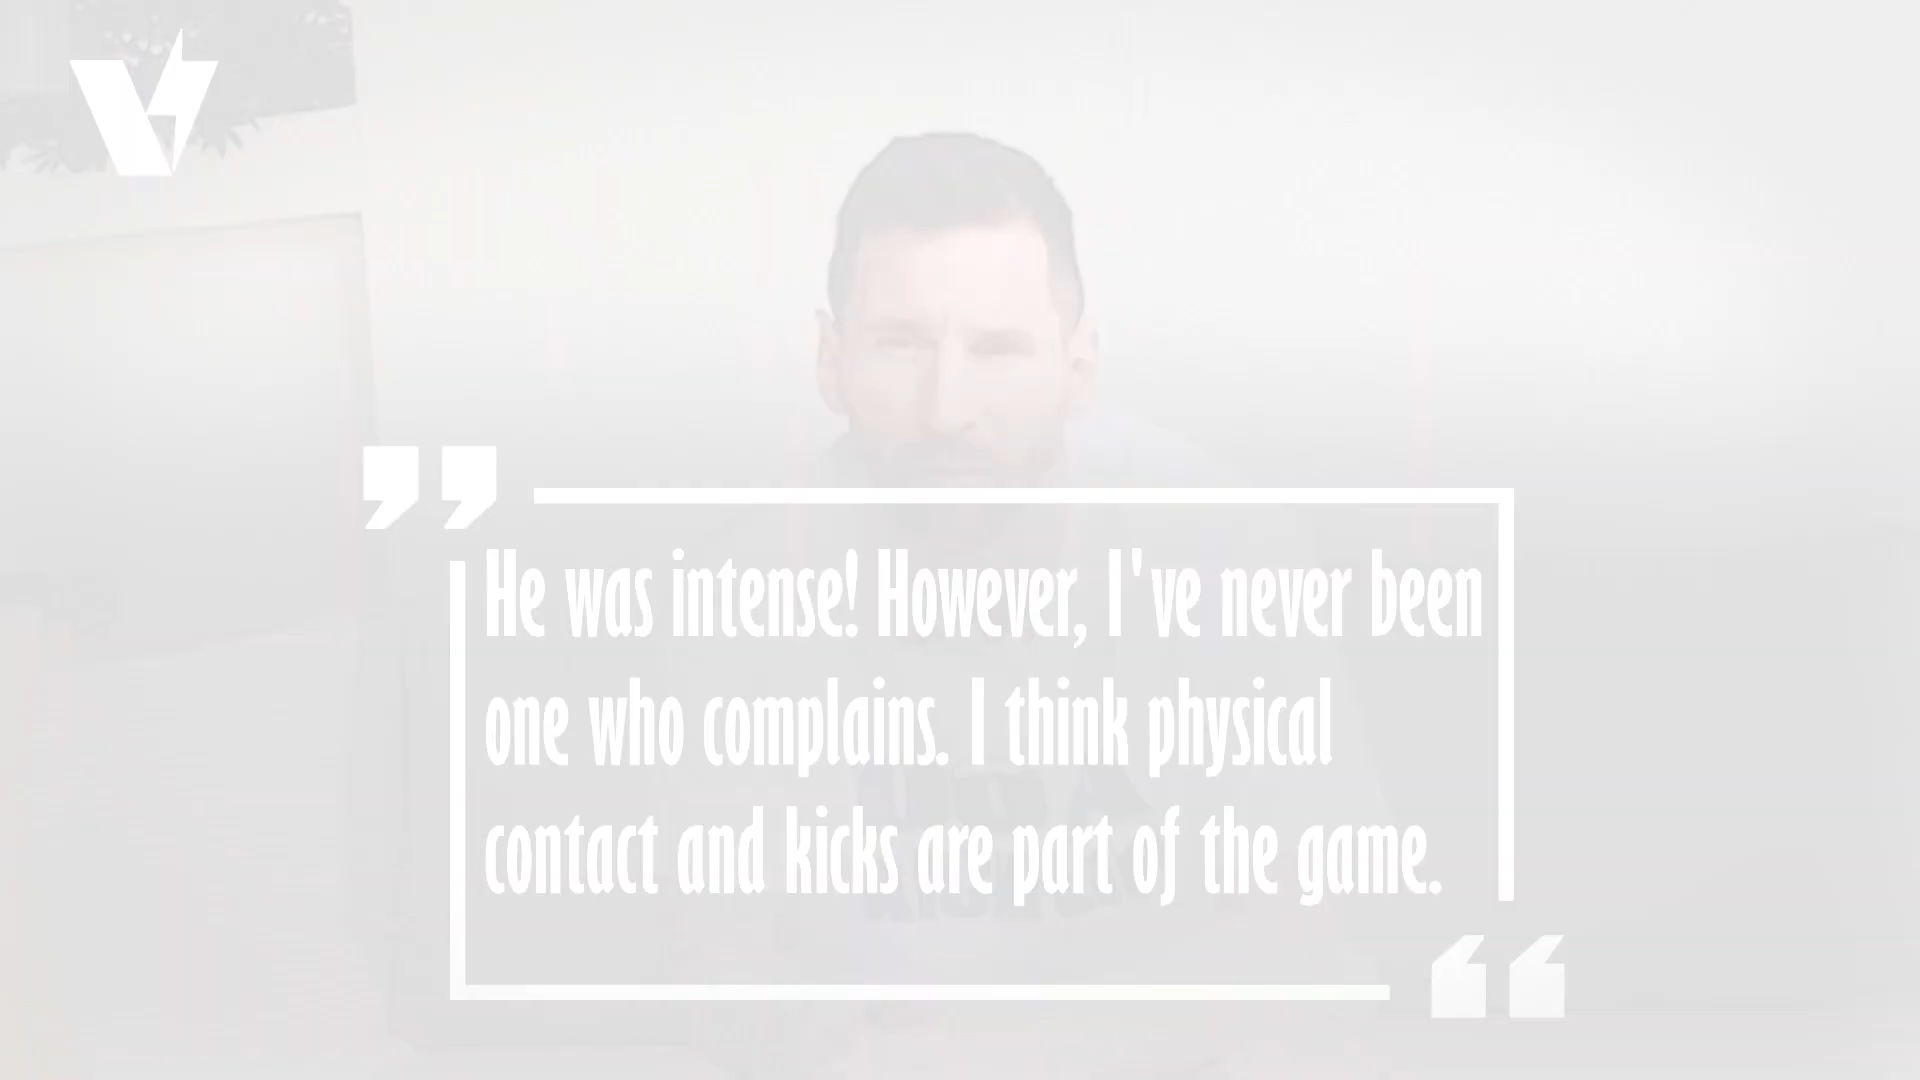 He was intense! However, I've never been
one who complains. I think physical
contact and kicks are part of the game.